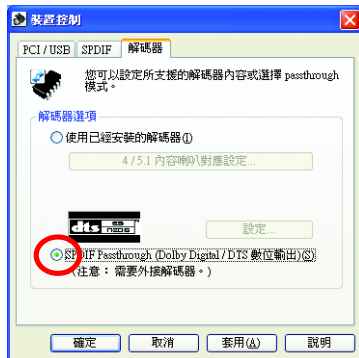 裝置控制
PCI / USB
SPDIF
解碼器
您可以設定所支援的解碼器內容或選擇 passthrough
模式。
解碼器選項
使用已經安裝的解碼器(I)
4 / 5.1 內容喇叭對應設定...
dts
設定...
SPDIF Passthrough (Dolby Digital / DTS 數位輸出)(S)
(注意： 需要外接解碼器。)
確定
取消
套用(A)
說明